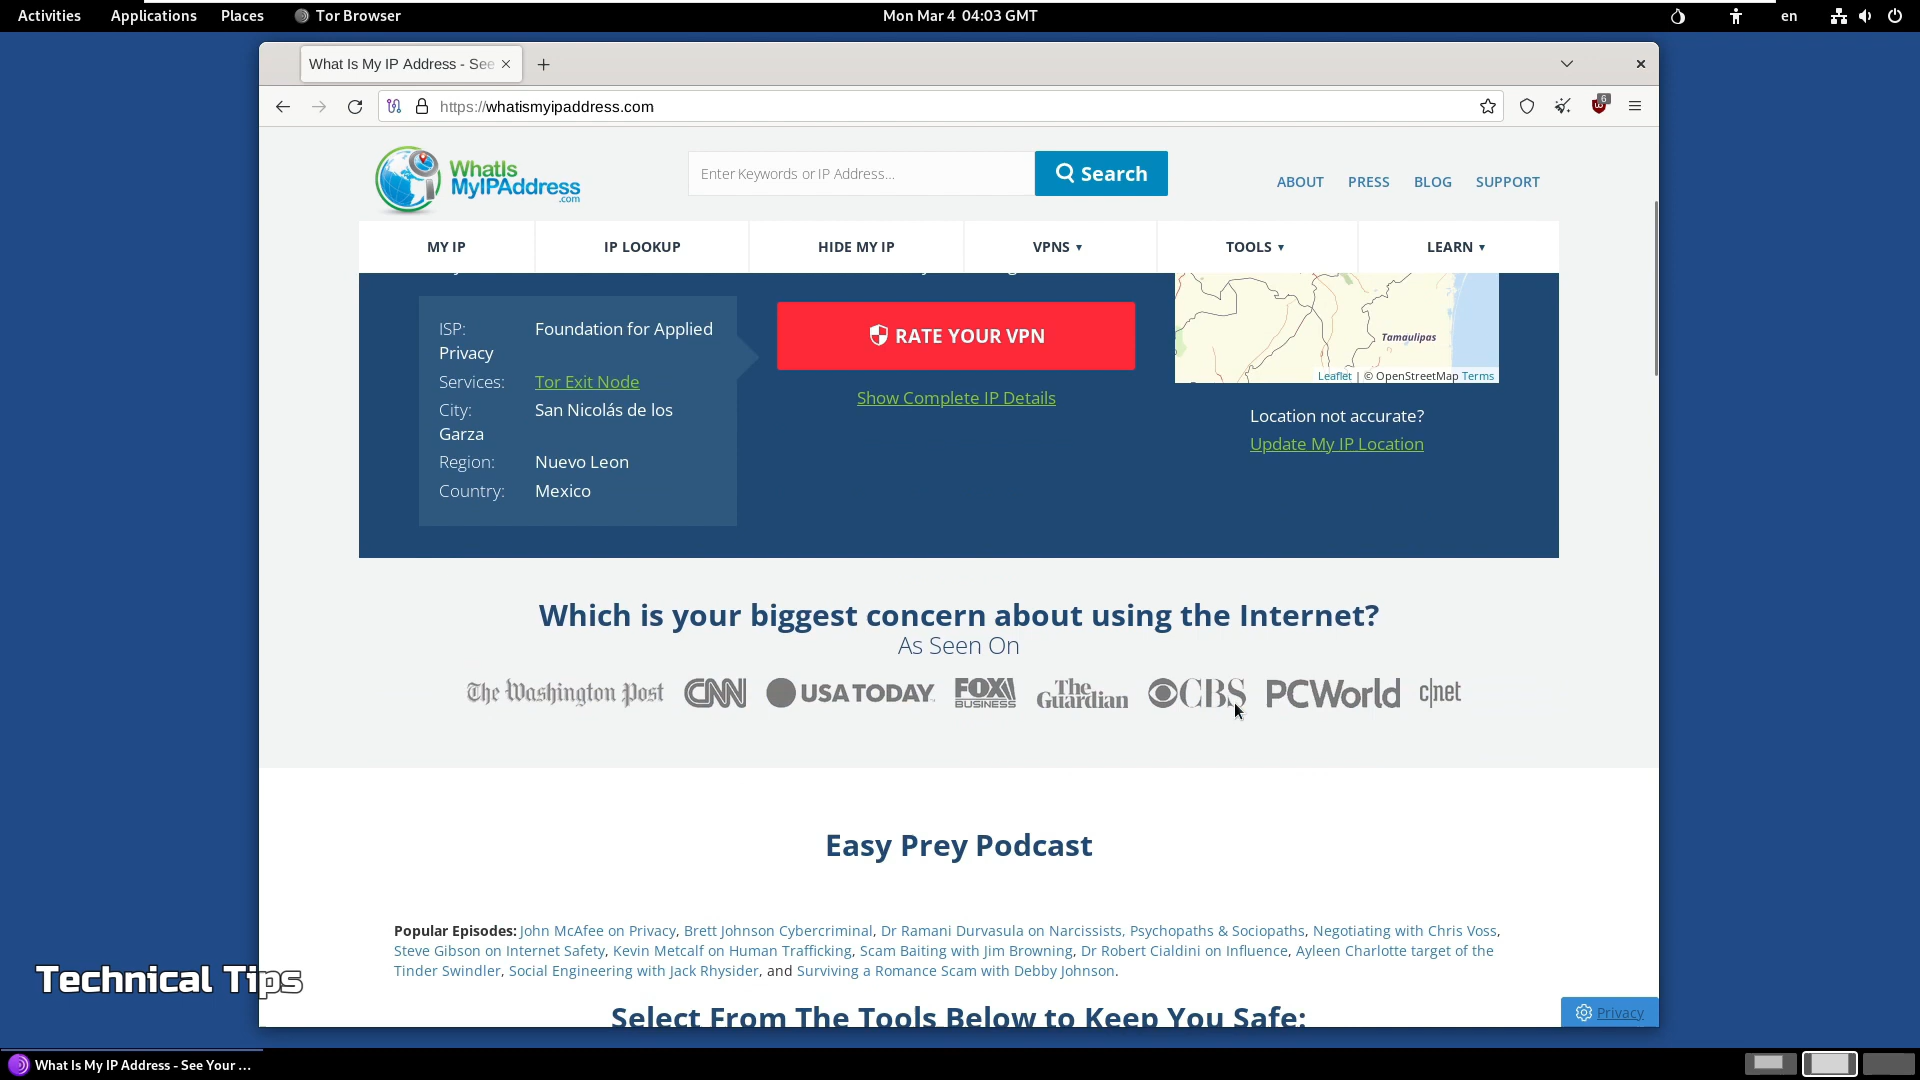 Activities Applications Places Tor Browser Mon Mar 4 04:03 GMT en
What Is My IP Address - See
https://whatismyipaddress.com 6
WhatIs
MyIPAddress
.com
Enter Keywords or IP Address...
Search
ABOUT PRESS BLOG SUPPORT
MY IP IP LOOKUP HIDE MY IP VPNS ▾ TOOLS ▾ LEARN ▾
ISP: Foundation for Applied
Privacy
Services: Tor Exit Node
City: San Nicolás de los
Garza
Region: Nuevo Leon
Country: Mexico
RATE YOUR VPN
Show Complete IP Details
Tamaulipas
Leaflet | © OpenStreetMap Terms
Location not accurate?
Update My IP Location
Which is your biggest concern about using the Internet?
As Seen On
The Washington Post CNN USA TODAY FOX BUSINESS The Guardian CBS PCWorld c|net
Easy Prey Podcast
Popular Episodes: John McAfee on Privacy, Brett Johnson Cybercriminal, Dr Ramani Durvasula on Narcissists, Psychopaths & Sociopaths, Negotiating with Chris Voss,
Steve Gibson on Internet Safety, Kevin Metcalf on Human Trafficking, Scam Baiting with Jim Browning, Dr Robert Cialdini on Influence, Ayleen Charlotte target of the
Tinder Swindler, Social Engineering with Jack Rhysider, and Surviving a Romance Scam with Debby Johnson.
Technical Tips
Select From The Tools Below to Keep You Safe:
Privacy
What Is My IP Address - See Your ...